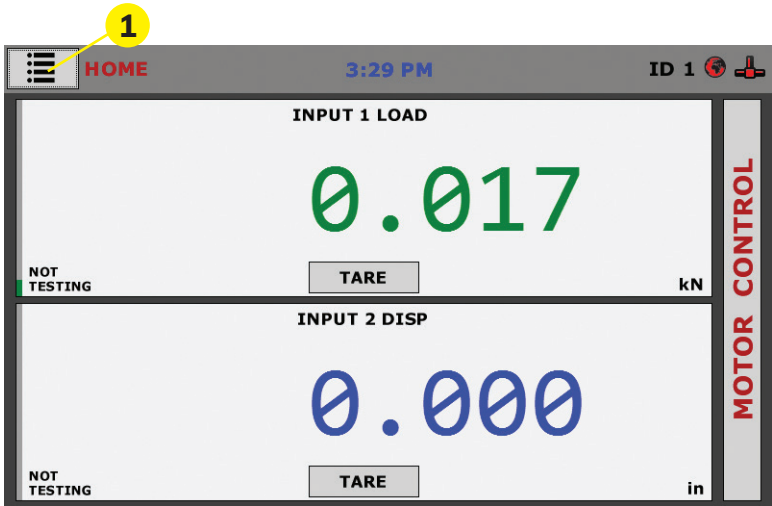 1
HOME
3:29 PM
ID 1
INPUT 1 LOAD
0.017
NOT
TESTING
TARE
kN
INPUT 2 DISP
0.000
NOT
TESTING
TARE
in
MOTOR CONTROL